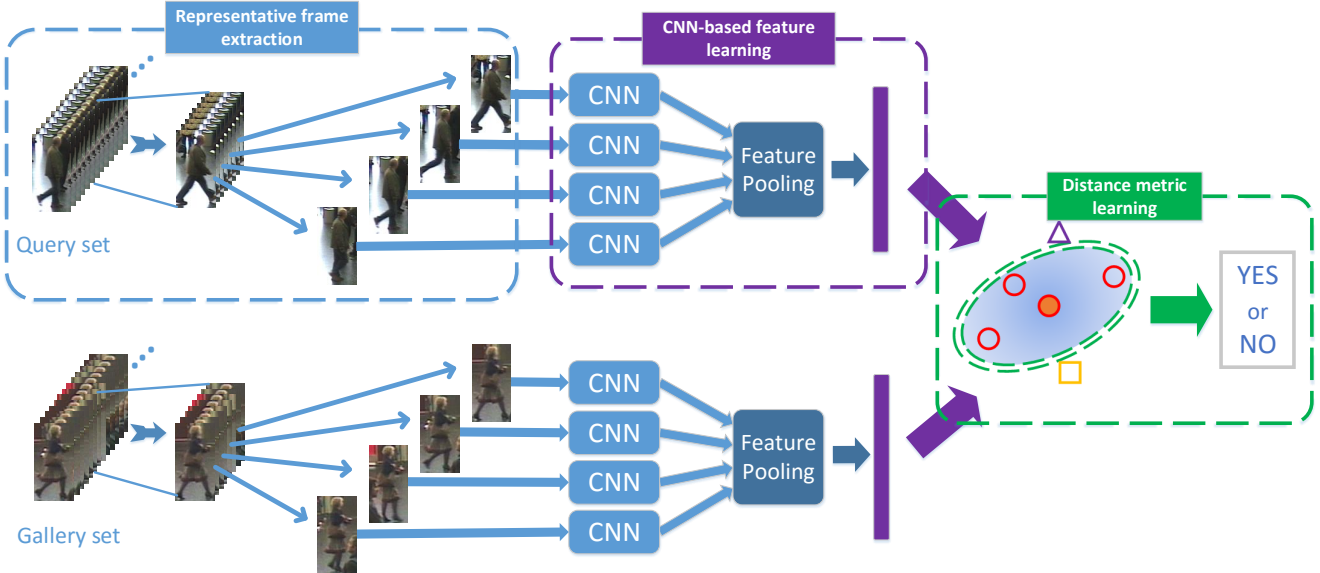 Representative frame
extraction
CNN-based feature
learning
CNN
CNN
CNN
CNN
Feature
Pooling
Query set
Distance metric
learning
YES
or
NO
CNN
CNN
CNN
CNN
Feature
Pooling
Gallery set